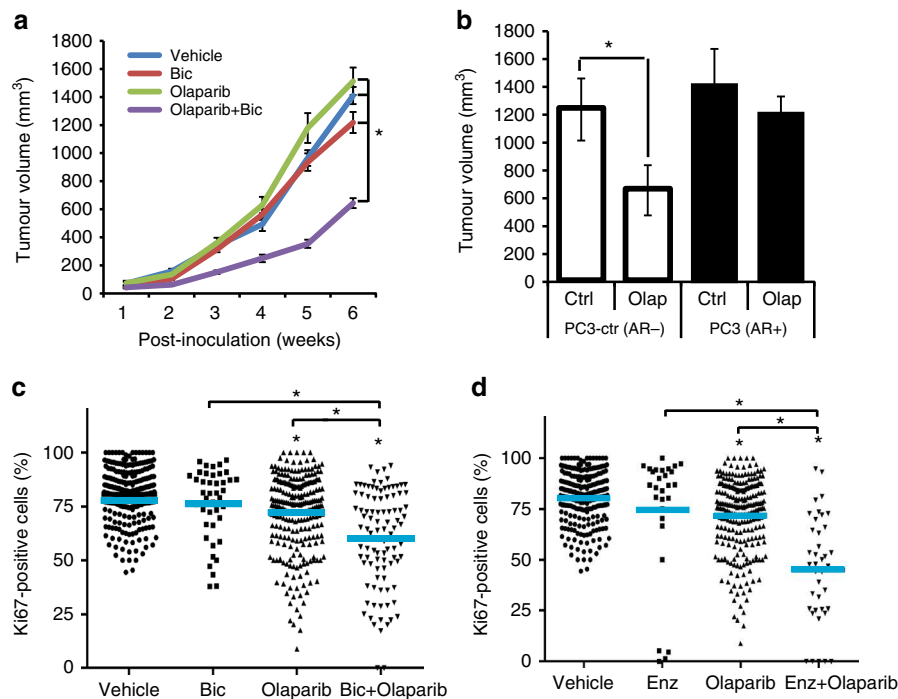 a
1800
1600
1400
1200
1000
800
600
400
200
0
Tumour volume (mm³)
Vehicle
Bic
Olaparib
Olaparib+Bic
*
1 2 3 4 5 6
Post-inoculation (weeks)
b
1800
1600
1400
1200
1000
800
600
400
200
0
Tumour volume (mm³)
*
Ctrl Olap Ctrl Olap
PC3-ctr (AR–) PC3 (AR+)
c
100
75
50
25
0
Ki67-positive cells (%)
*
*
* *
Vehicle Bic Olaparib Bic+Olaparib
d
100
75
50
25
0
Ki67-positive cells (%)
*
*
* *
Vehicle Enz Olaparib Enz+Olaparib